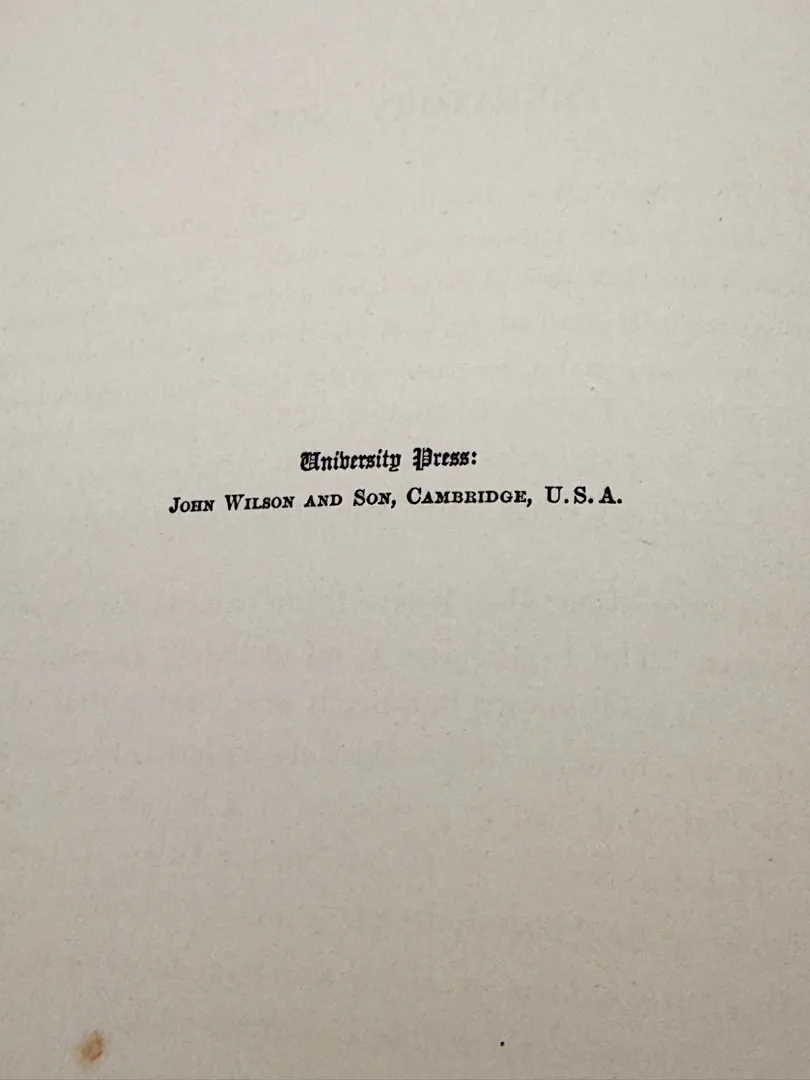 University Press:
JOHN WILSON AND SON, CAMBRIDGE, U. S. A.